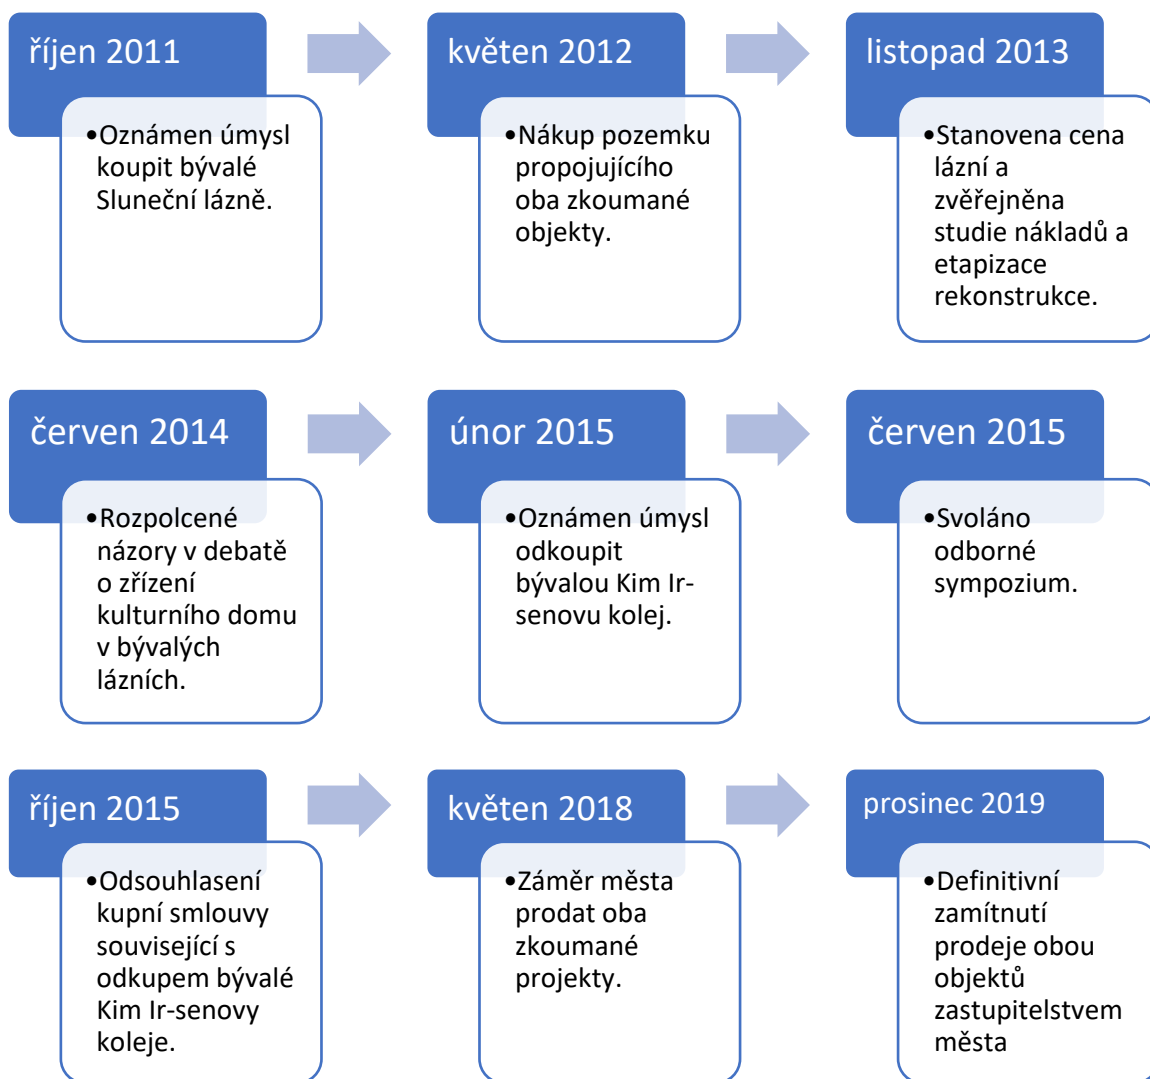 říjen 2011
•Oznámen úmysl
koupit bývalé
Sluneční lázně.
květen 2012
•Nákup pozemku
propojujícího
oba zkoumané
objekty.
listopad 2013
•Stanovena cena
lázní a
zvěřejněna
studie nákladů a
etapizace
rekonstrukce.
červen 2014
•Rozpolcené
názory v debatě
o zřízení
kulturního domu
v bývalých
lázních.
únor 2015
•Oznámen úmysl
odkoupit
bývalou Kim Ir-
senovu kolej.
červen 2015
•Svoláno
odborné
sympozium.
říjen 2015
•Odsouhlasení
kupní smlouvy
související s
odkupem bývalé
Kim Ir-senovy
koleje.
květen 2018
•Záměr města
prodat oba
zkoumané
projekty.
prosinec 2019
•Definitivní
zamítnutí
prodeje obou
objektů
zastupitelstvem
města